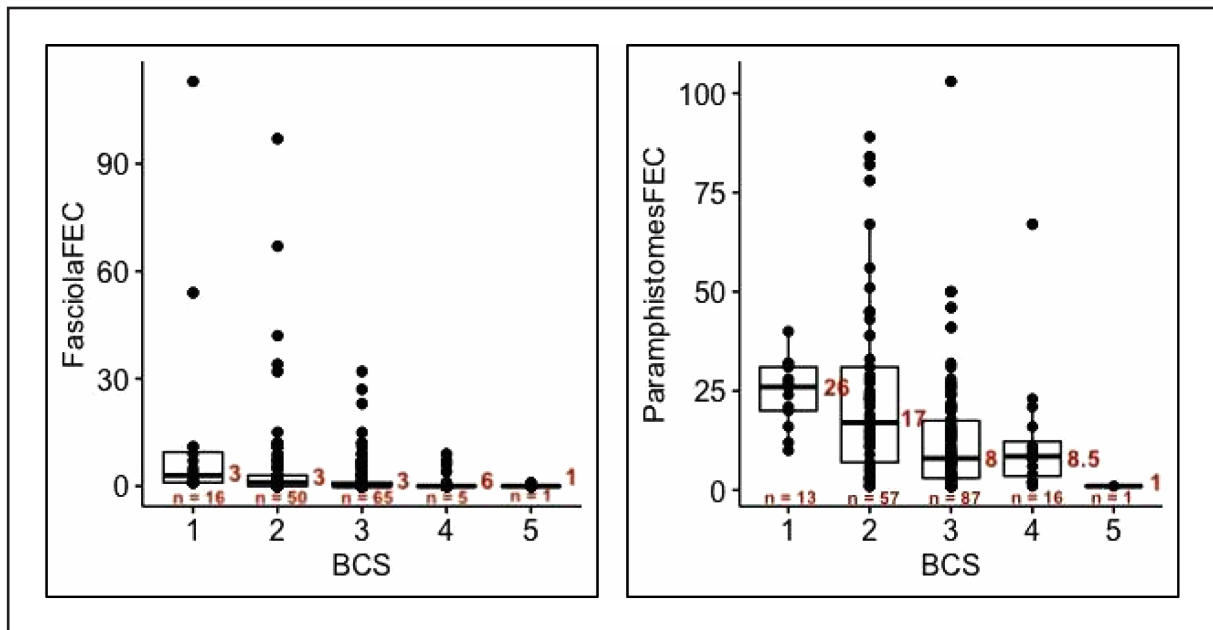 FasciolaFEC
90
60
30
0
3
3
3
6
1
n = 16
n = 50
n = 65
n = 5
n = 1
1
2
3
4
5
BCS
ParamphistomesFEC
100
75
50
25
0
26
17
8
8.5
1
n = 13
n = 57
n = 87
n = 16
n = 1
1
2
3
4
5
BCS